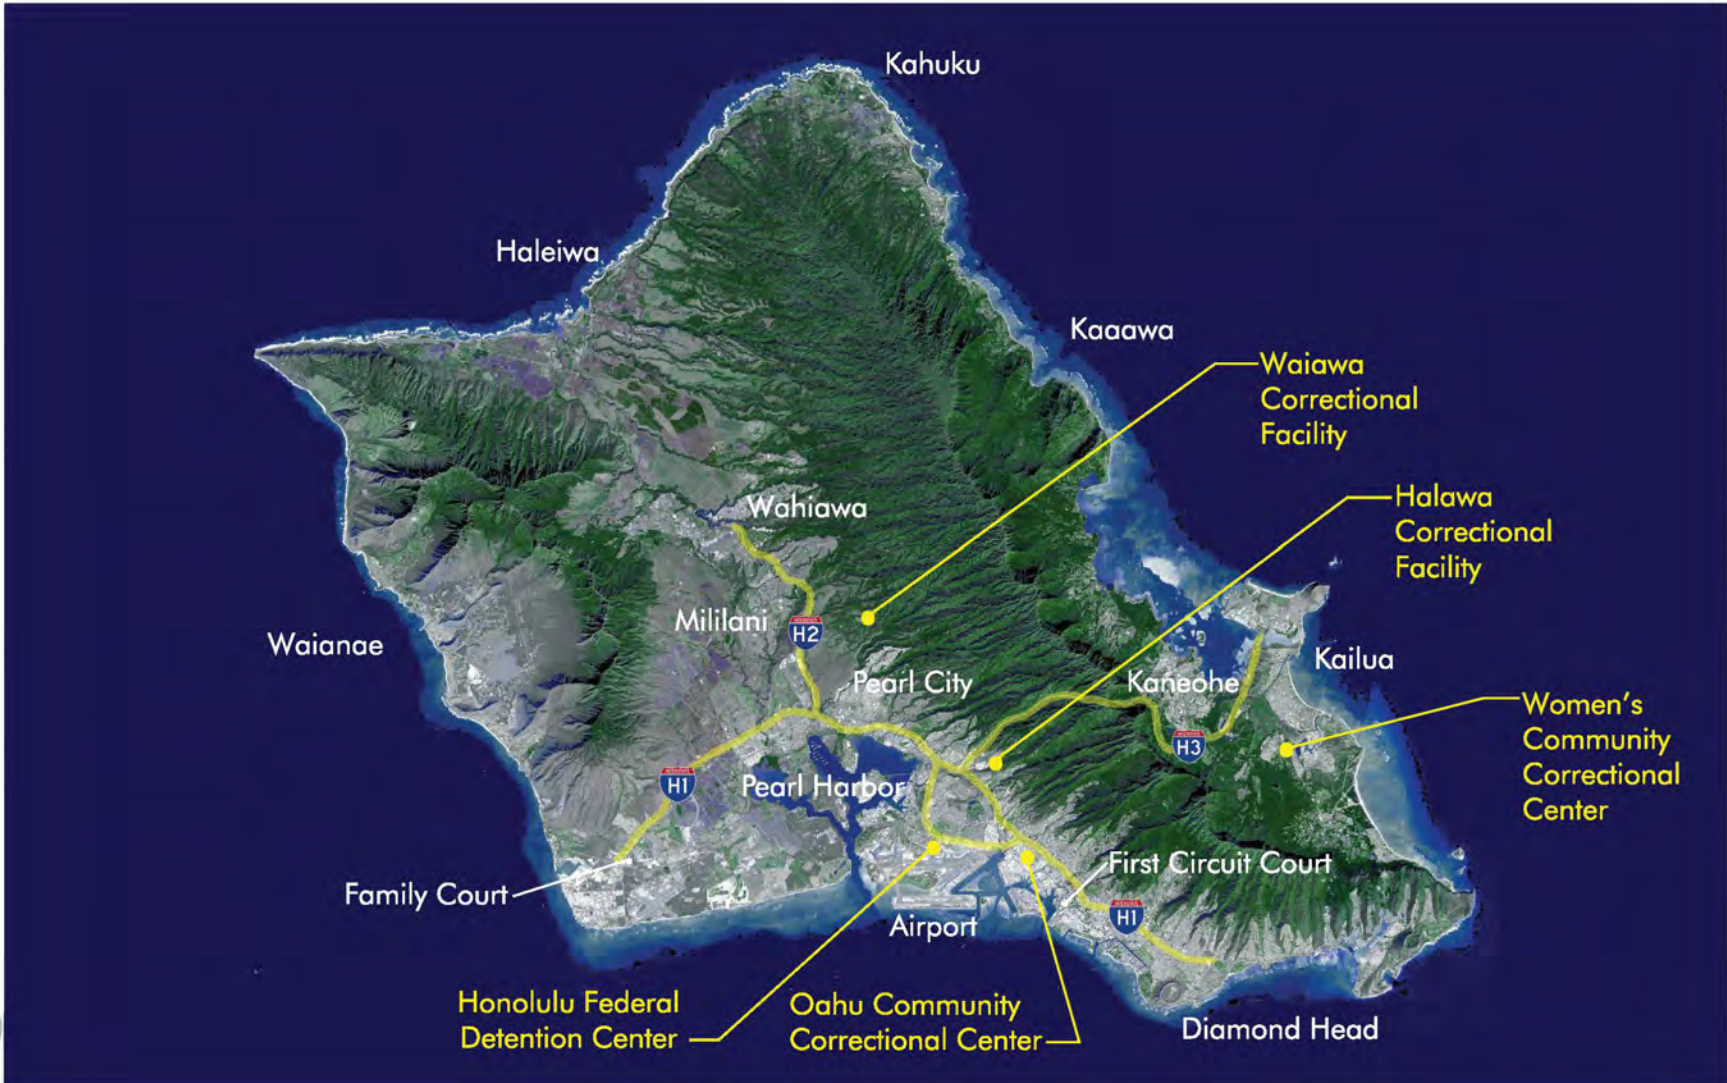 Kahuku
Haleiwa
Kaaawa
Waiawa
Correctional
Facility
Halawa
Correctional
Facility
Wahiawa
Mililani
H2
Waianae
Pearl City
Kaneohe
Kailua
Women's
Community
Correctional
Center
H3
H1
Pearl Harbor
First Circuit Court
Family Court
H1
Airport
Honolulu Federal
Detention Center
Oahu Community
Correctional Center
Diamond Head